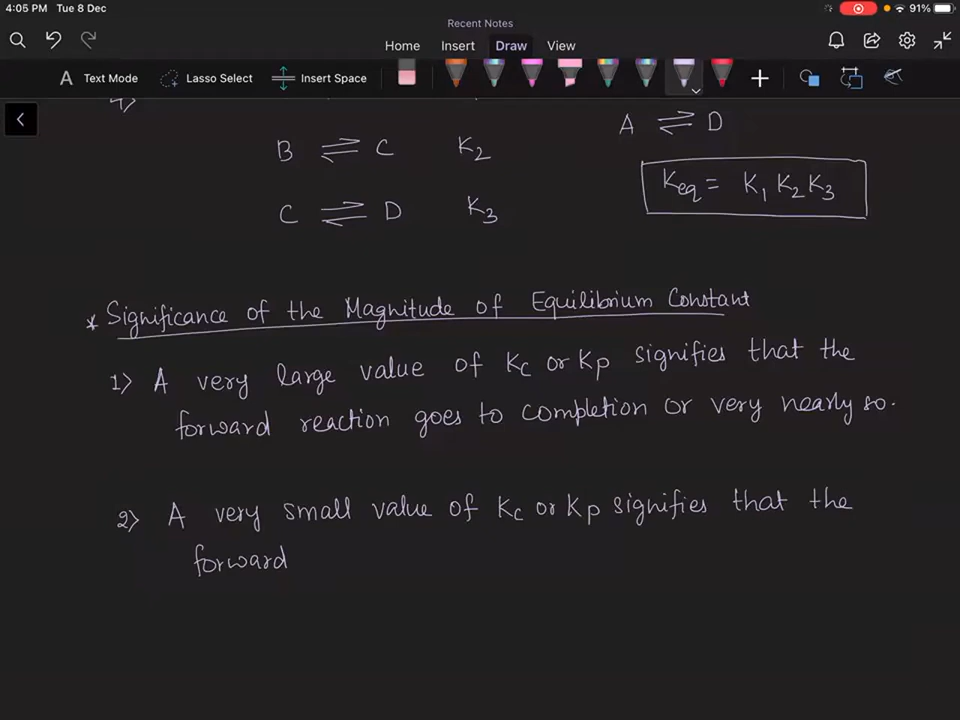 4:05 PM Tue 8 Dec
91%
Recent Notes
Home Insert Draw View
A Text Mode Lasso Select Insert Space
A ⇌ D
B ⇌ C K₂
Keq = K₁ K₂ K₃
C ⇌ D K₃
* Significance of the Magnitude of Equilibrium Constant
1> A very large value of Kc or Kp signifies that the
forward reaction goes to completion or very nearly so.
2> A very small value of Kc or Kp signifies that the
forward